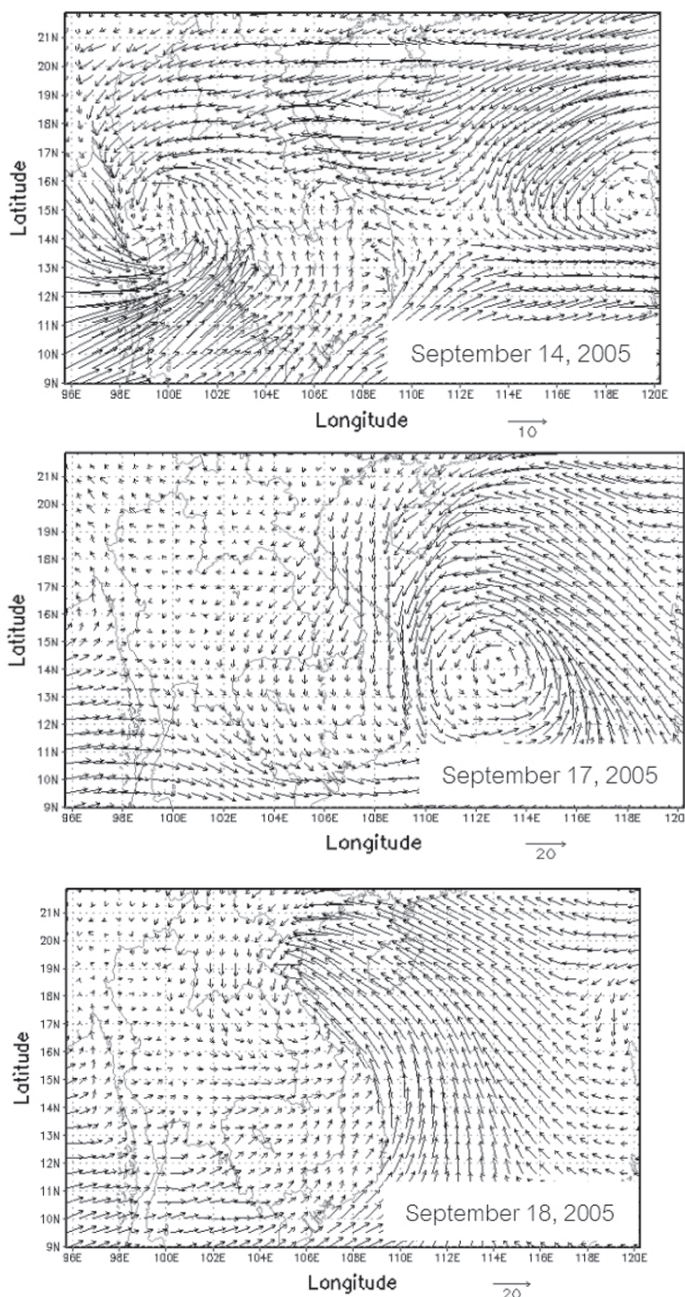 21N
20N
19N
18N
17N
16N
15N
14N
13N
12N
11N
10N
9N
Latitude
September 14, 2005
96E 98E 100E 102E 104E 106E 108E 110E 112E 114E 116E 118E 120E
Longitude
10
21N
20N
19N
18N
17N
16N
15N
14N
13N
12N
11N
10N
9N
Latitude
September 17, 2005
96E 98E 100E 102E 104E 106E 108E 110E 112E 114E 116E 118E 120E
Longitude
20
21N
20N
19N
18N
17N
16N
15N
14N
13N
12N
11N
10N
9N
Latitude
September 18, 2005
96E 98E 100E 102E 104E 106E 108E 110E 112E 114E 116E 118E 120E
Longitude
20